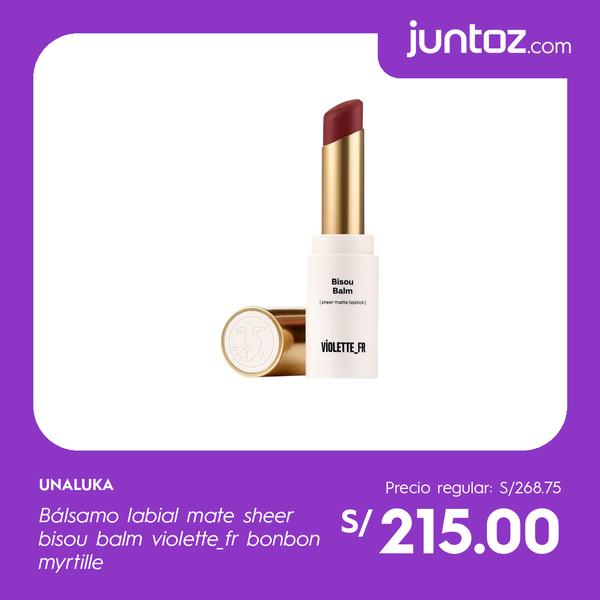 juntoz.com
Bisou
Balm
(sheer matte lipstick)
VIOLETTE_FR
UNALUKA
Bálsamo labial mate sheer
bisou balm violette_fr bonbon
myrtille
Precio regular: S/268.75
S/ 215.00